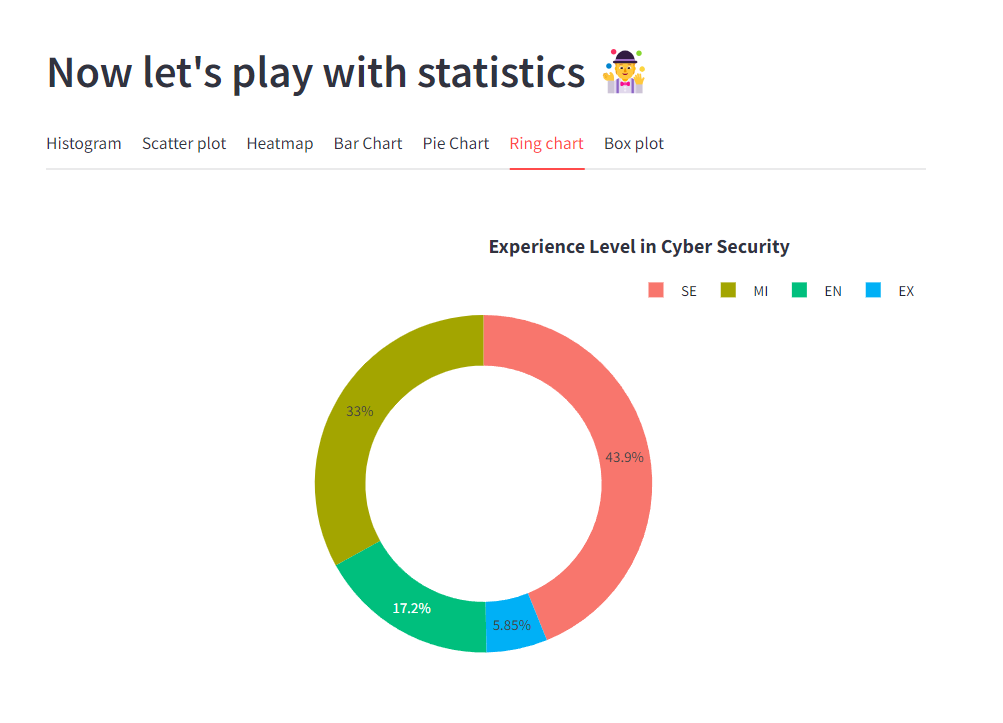 Now let's play with statistics
Histogram Scatter plot Heatmap Bar Chart Pie Chart Ring chart Box plot
Experience Level in Cyber Security
SE MI EN EX
33%
43.9%
17.2%
5.85%